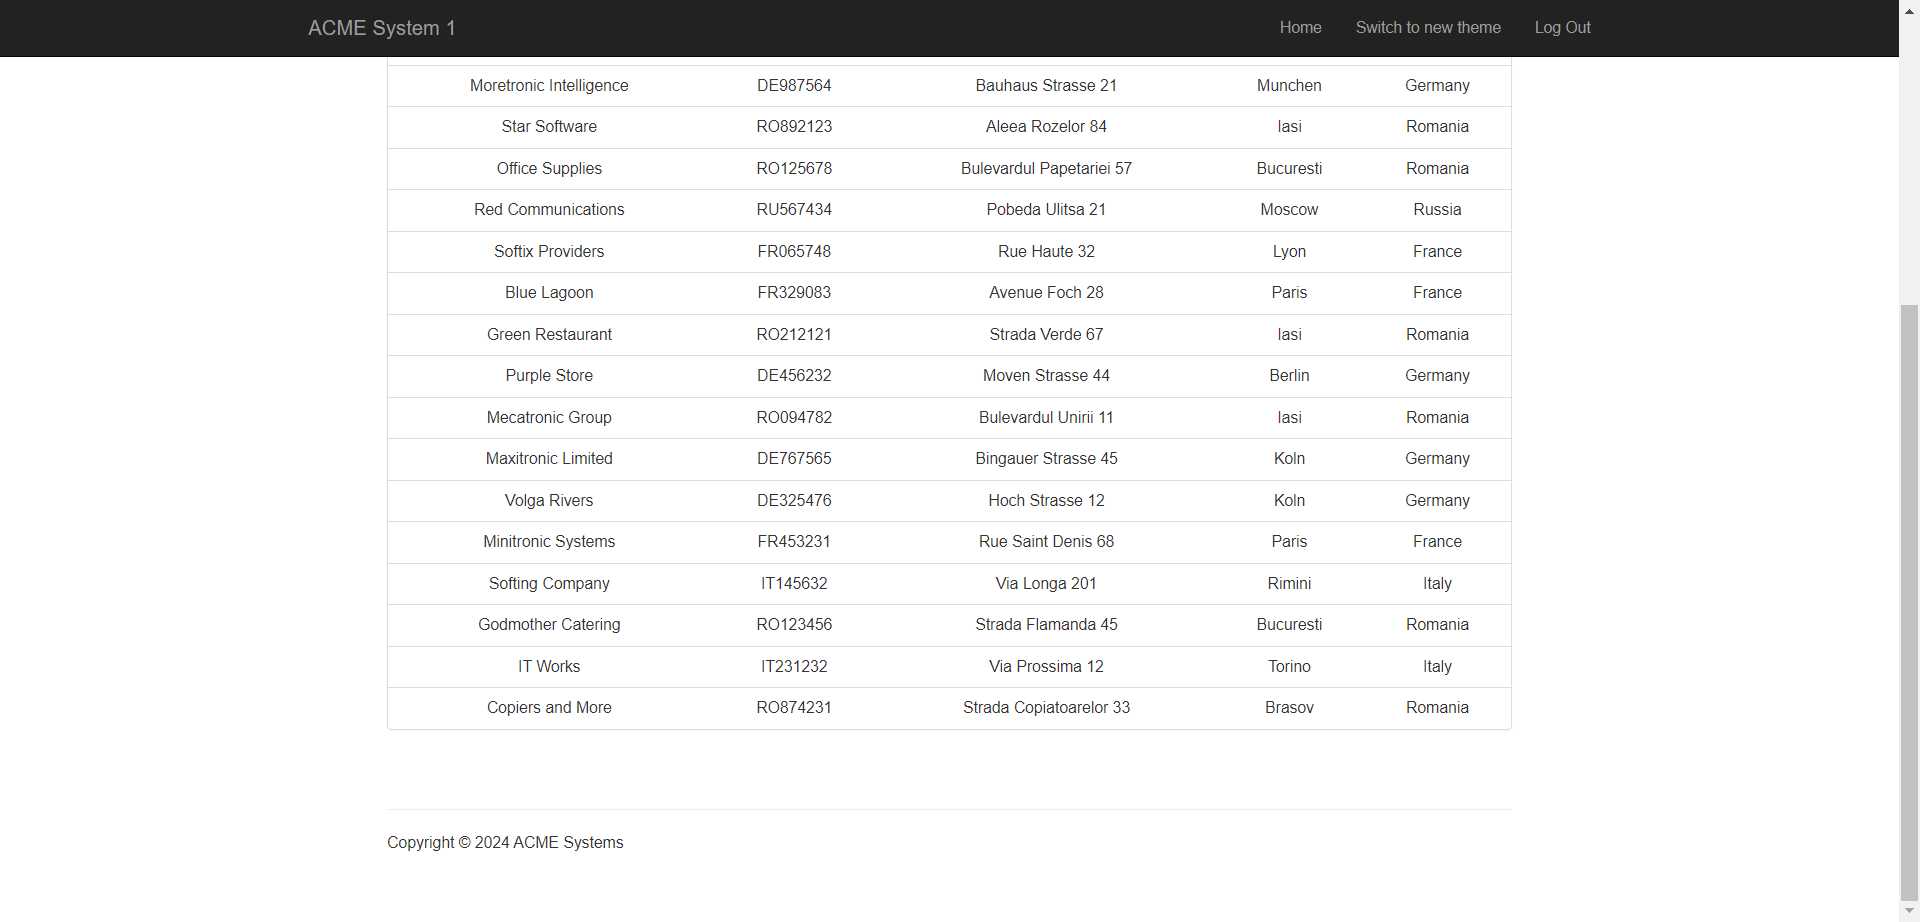 ACME System 1 Home Switch to new theme Log Out
Moretronic Intelligence DE987564 Bauhaus Strasse 21 Munchen Germany
Star Software RO892123 Aleea Rozelor 84 Iasi Romania
Office Supplies RO125678 Bulevardul Papetariei 57 Bucuresti Romania
Red Communications RU567434 Pobeda Ulitsa 21 Moscow Russia
Softix Providers FR065748 Rue Haute 32 Lyon France
Blue Lagoon FR329083 Avenue Foch 28 Paris France
Green Restaurant RO212121 Strada Verde 67 Iasi Romania
Purple Store DE456232 Moven Strasse 44 Berlin Germany
Mecatronic Group RO094782 Bulevardul Unirii 11 Iasi Romania
Maxitronic Limited DE767565 Bingauer Strasse 45 Koln Germany
Volga Rivers DE325476 Hoch Strasse 12 Koln Germany
Minitronic Systems FR453231 Rue Saint Denis 68 Paris France
Softing Company IT145632 Via Longa 201 Rimini Italy
Godmother Catering RO123456 Strada Flamanda 45 Bucuresti Romania
IT Works IT231232 Via Prossima 12 Torino Italy
Copiers and More RO874231 Strada Copiatoarelor 33 Brasov Romania
Copyright © 2024 ACME Systems